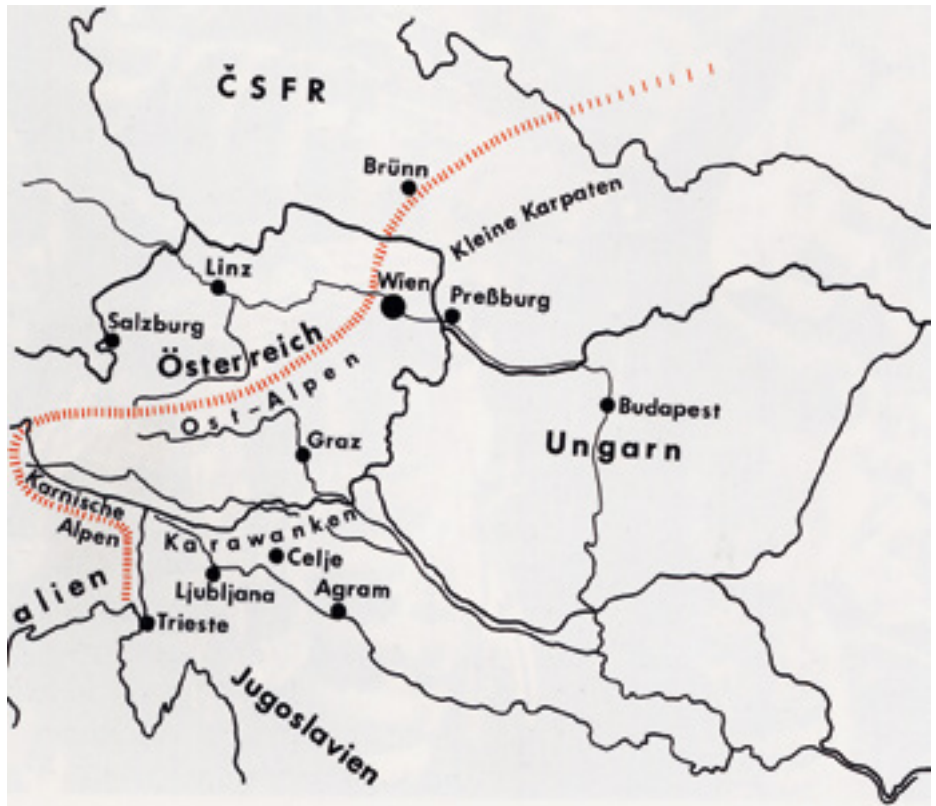 ČSFR
Brünn
Kleine Karpaten
Linz
Wien
Preßburg
Salzburg
Österreich
Ost-Alpen
Budapest
Graz
Ungarn
Karnische
Alpen
Karawanken
Celje
Ljubljana
Agram
alien
Trieste
Jugoslavien